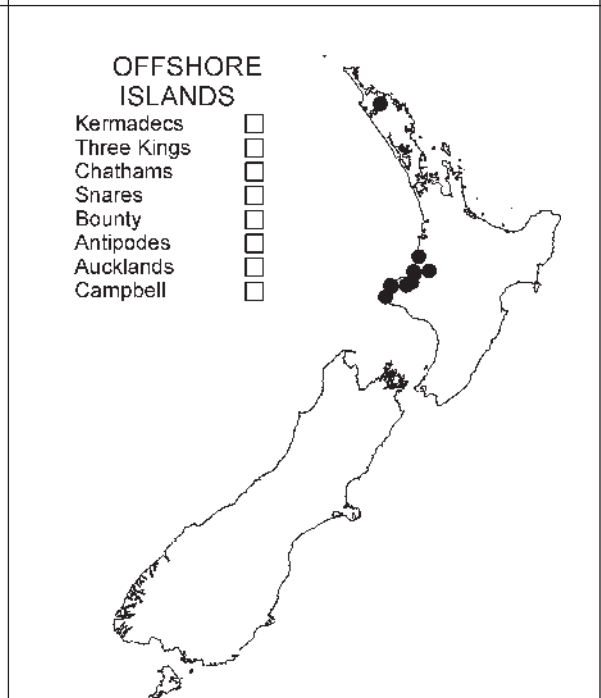 OFFSHORE
ISLANDS
Kermadecs
Three Kings
Chathams
Snares
Bounty
Antipodes
Aucklands
Campbell